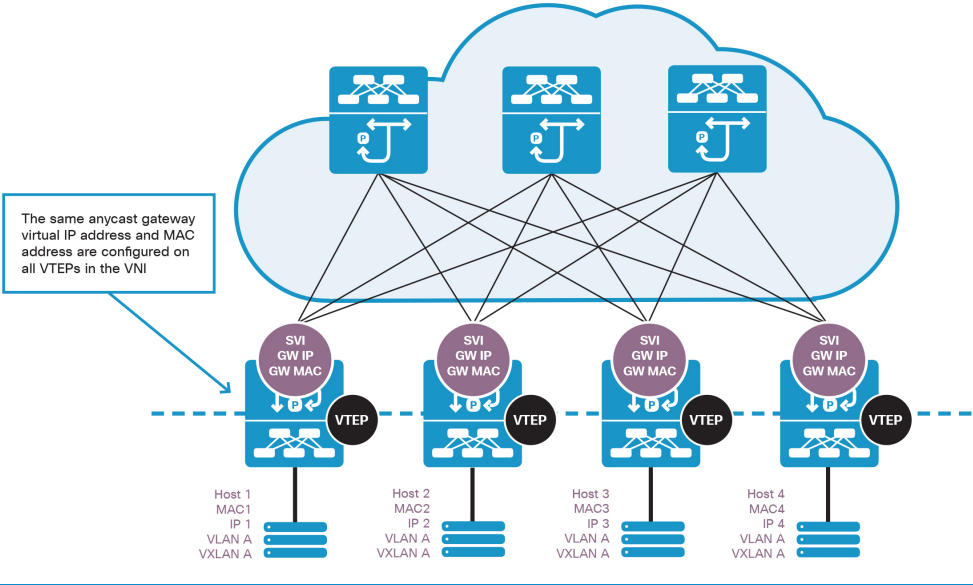 P
P
P
The same anycast gateway
virtual IP address and MAC
address are configured on
all VTEPs in the VNI
SVI
GW IP
GW MAC
P
VTEP
SVI
GW IP
GW MAC
P
VTEP
SVI
GW IP
GW MAC
P
VTEP
SVI
GW IP
GW MAC
P
VTEP
Host 1
MAC1
IP 1
VLAN A
VXLAN A
Host 2
MAC2
IP 2
VLAN A
VXLAN A
Host 3
MAC3
IP 3
VLAN A
VXLAN A
Host 4
MAC4
IP 4
VLAN A
VXLAN A